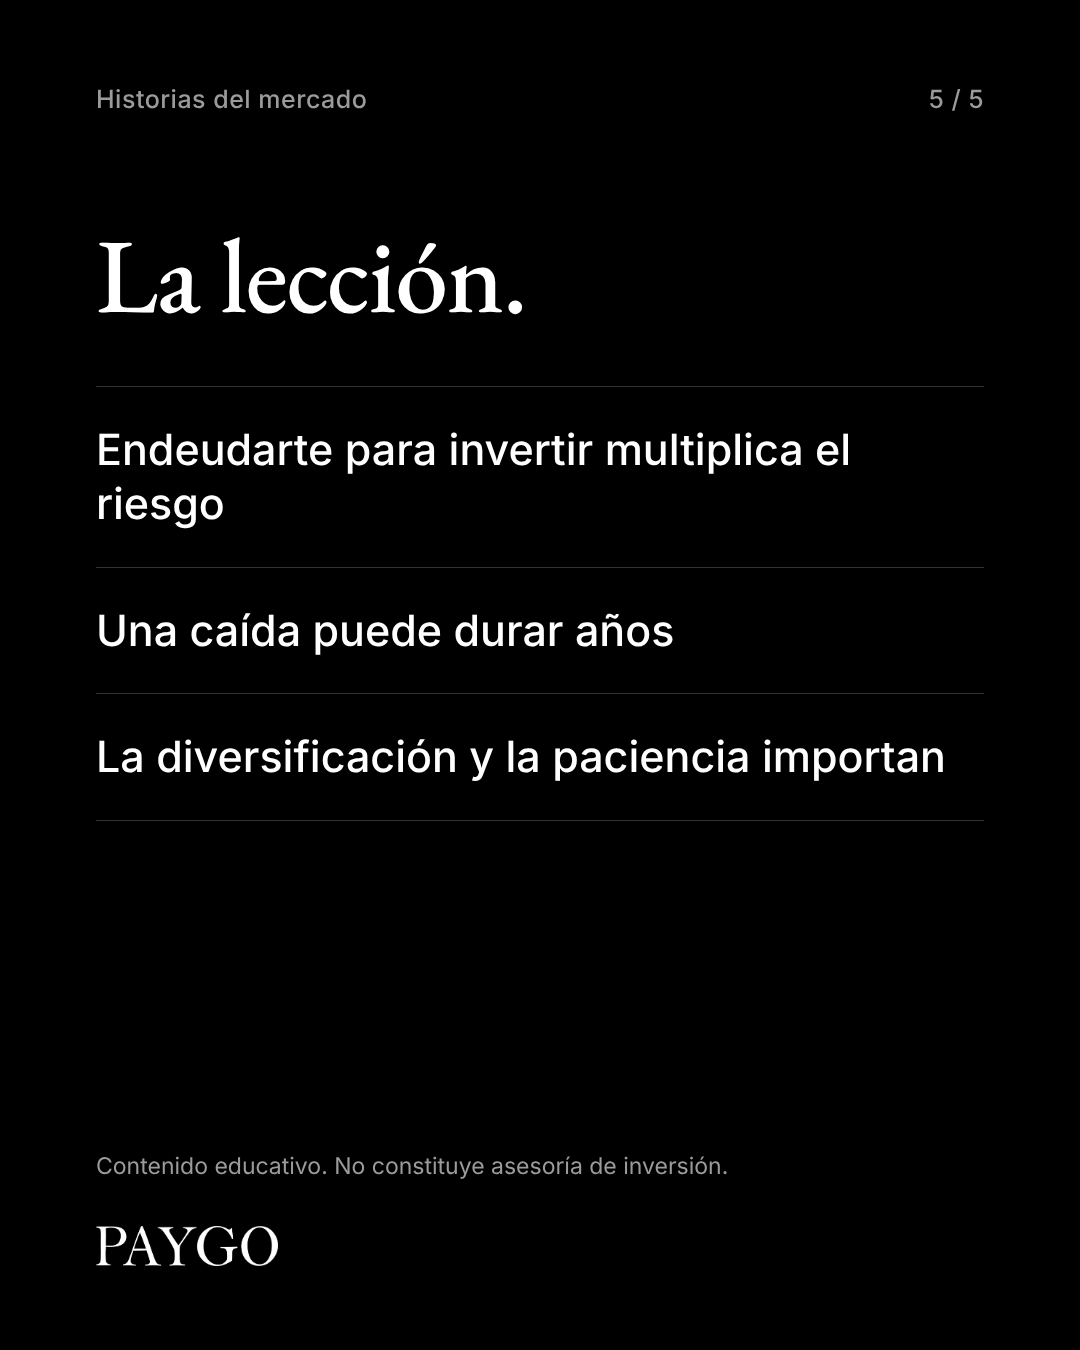 Historias del mercado
5 / 5
La lección.
Endeudarte para invertir multiplica el
riesgo
Una caída puede durar años
La diversificación y la paciencia importan
Contenido educativo. No constituye asesoría de inversión.
PAYGO